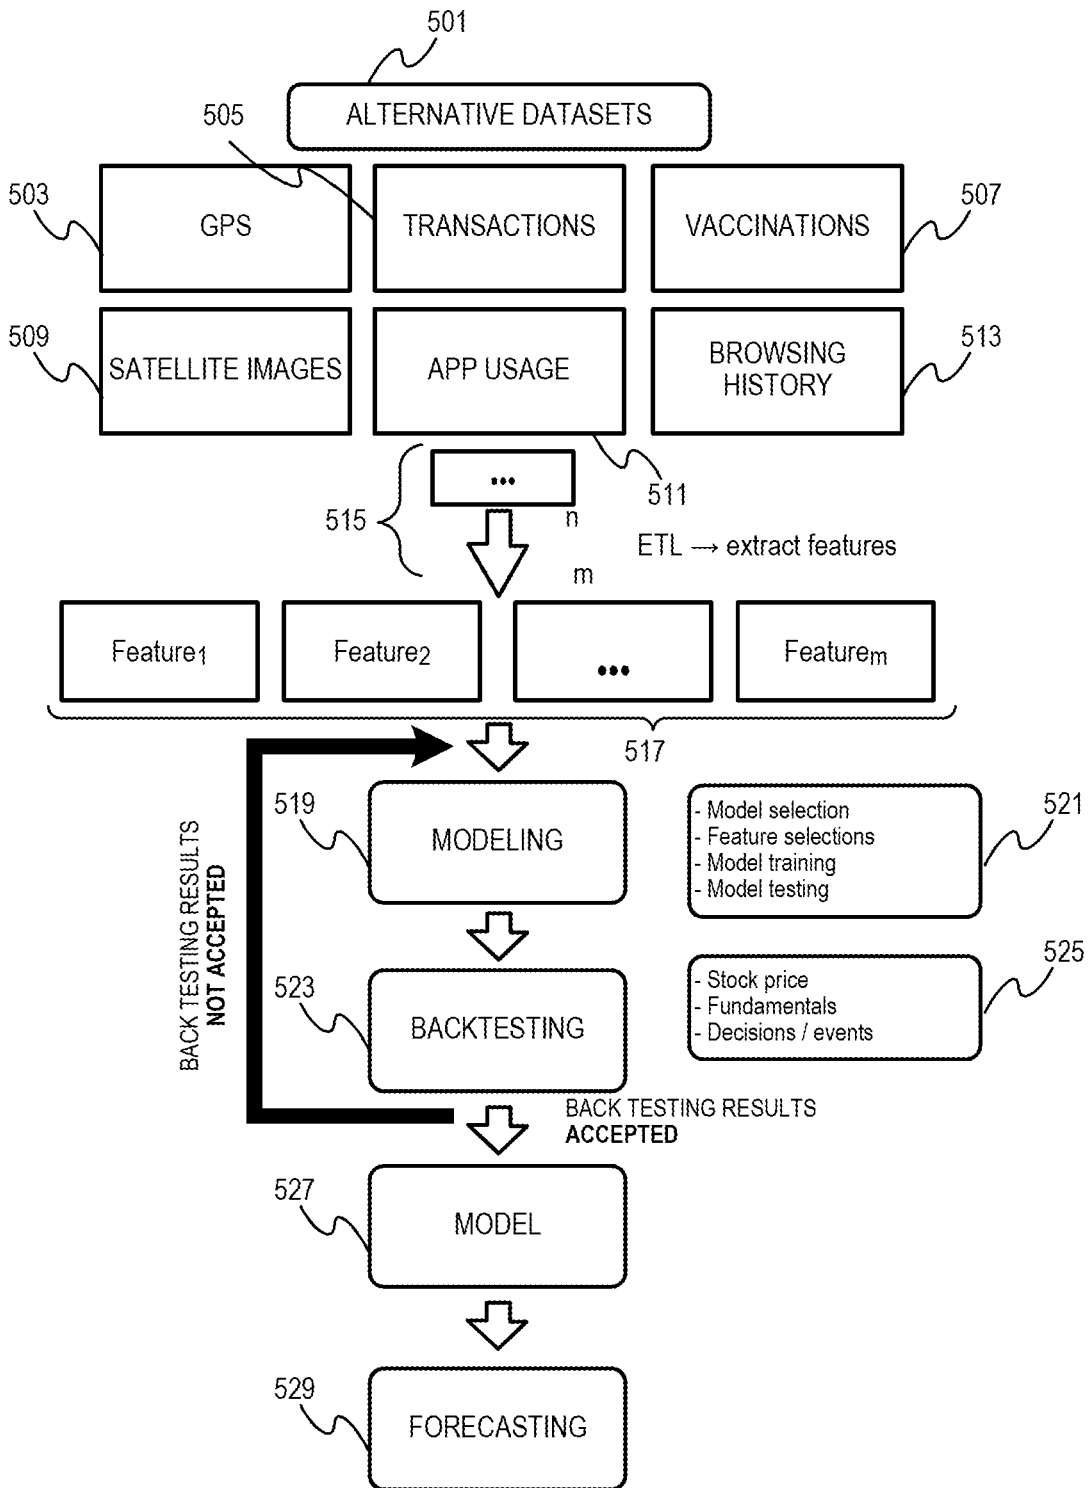 501
ALTERNATIVE DATASETS
505
503
GPS
TRANSACTIONS
VACCINATIONS
507
509
SATELLITE IMAGES
APP USAGE
BROWSING
HISTORY
513
...
511
515
n
ETL → extract features
m
Feature1
Feature2
...
Featurem
517
519
MODELING
- Model selection
- Feature selections
- Model training
- Model testing
521
BACK TESTING RESULTS
NOT ACCEPTED
523
BACKTESTING
- Stock price
- Fundamentals
- Decisions / events
525
BACK TESTING RESULTS
ACCEPTED
527
MODEL
529
FORECASTING